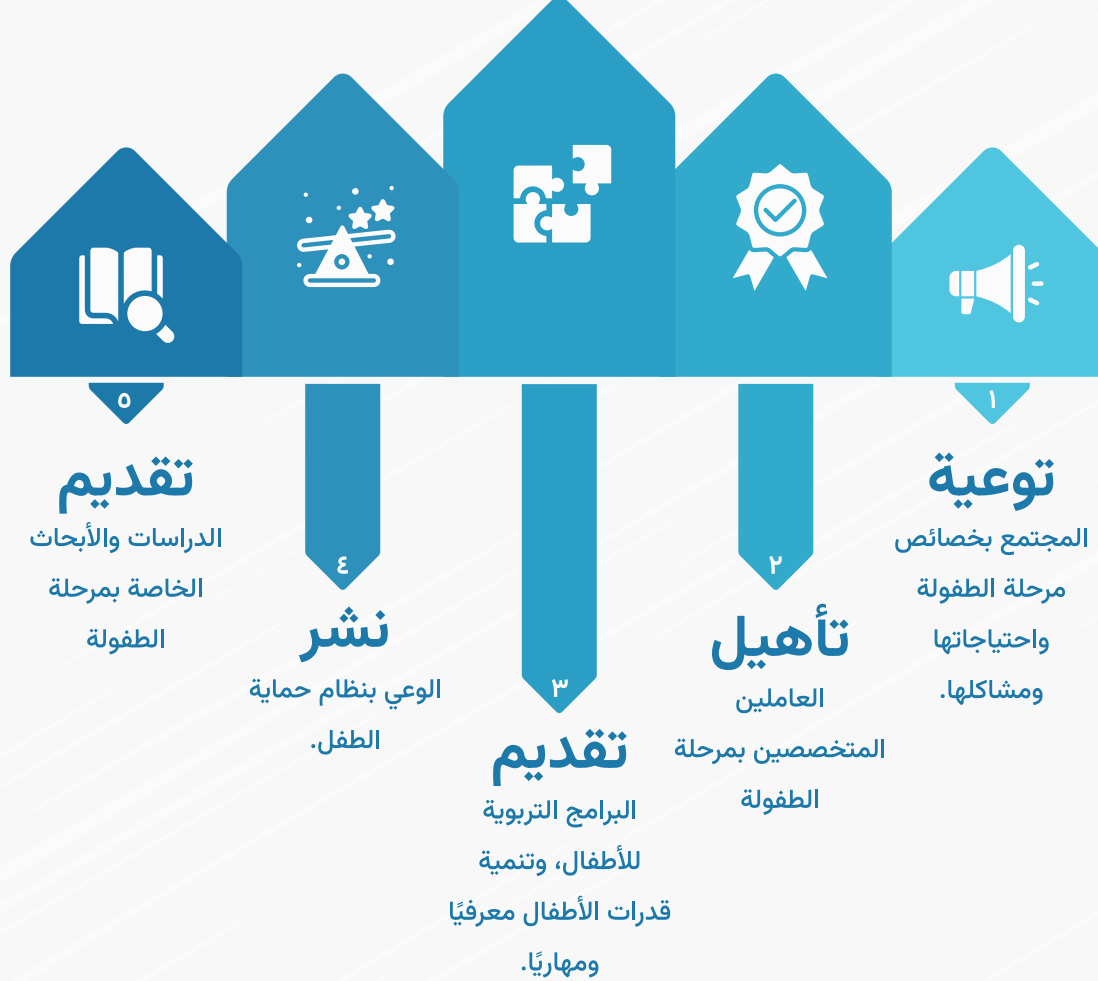 ١
توعية
المجتمع بخصائص
مرحلة الطفولة
واحتياجاتها
ومشاكلها.
٢
تأهيل
العاملين
المتخصصين بمرحلة
الطفولة
٣
تقديم
البرامج التربوية
للأطفال، وتنمية
قدرات الأطفال معرفيًا
ومهاريًا.
٤
نشر
الوعي بنظام حماية
الطفل.
٥
تقديم
الدراسات والأبحاث
الخاصة بمرحلة
الطفولة